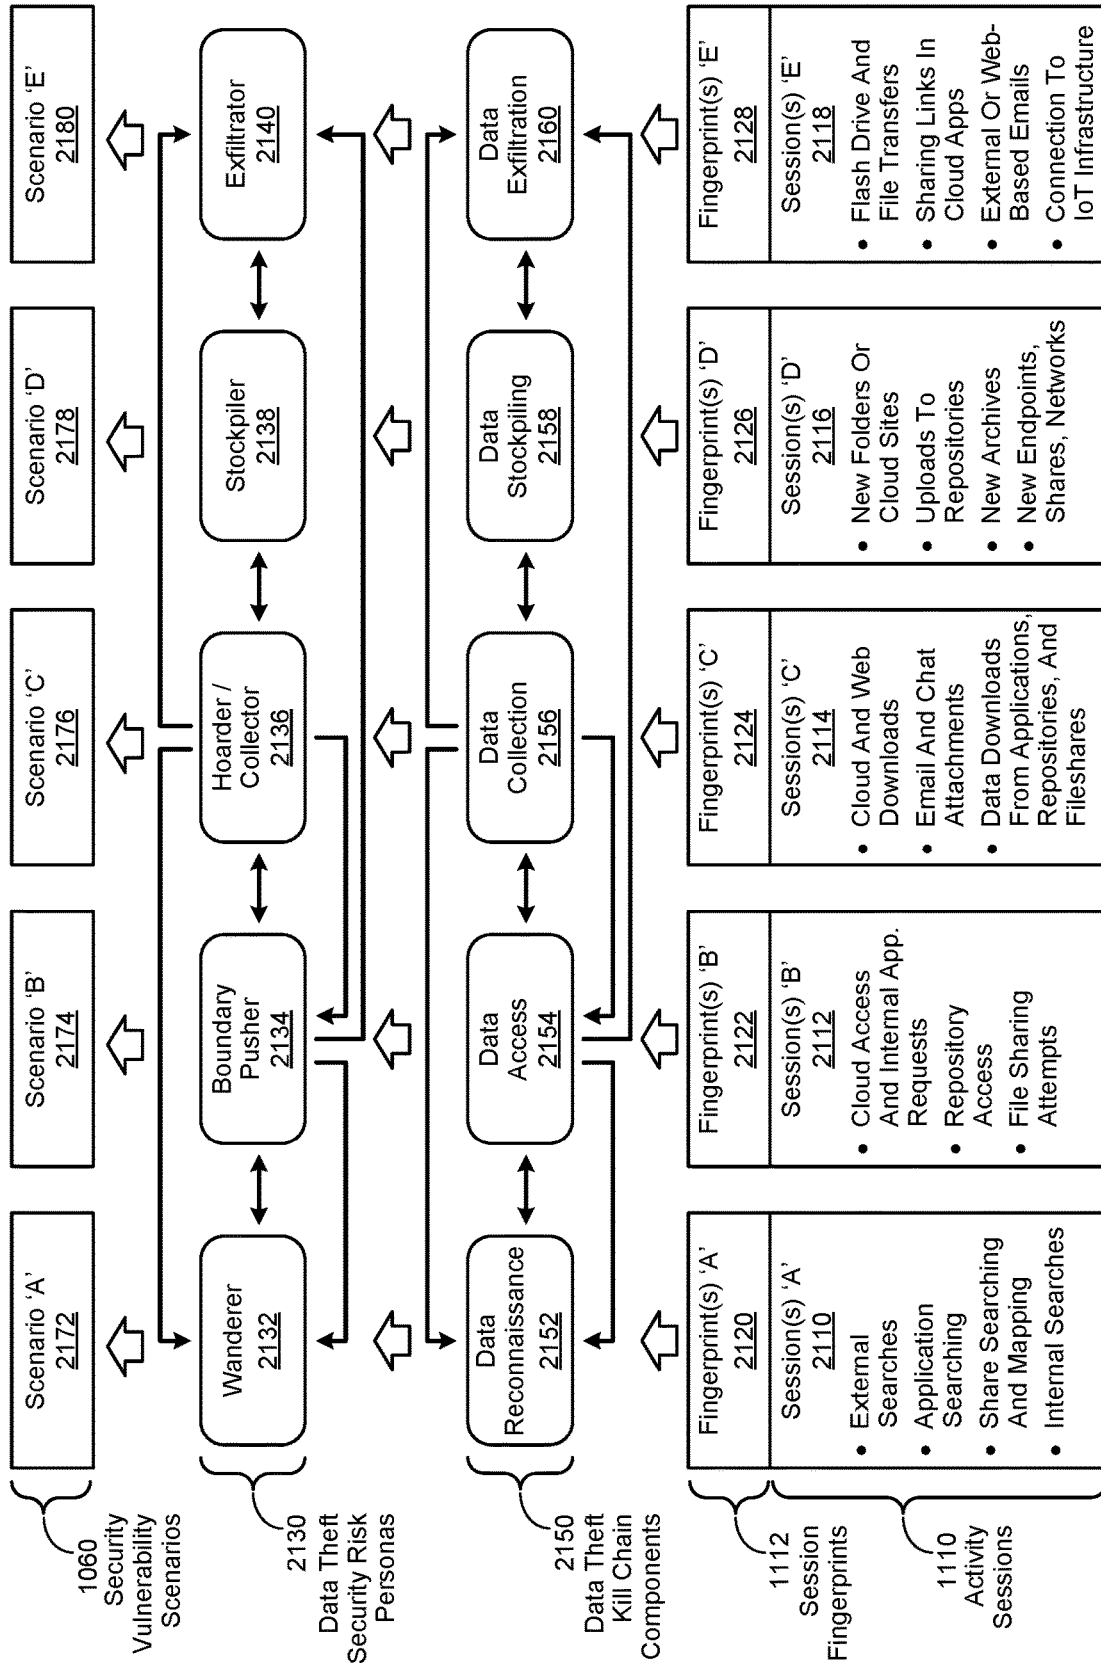 1060
Security
Vulnerability
Scenarios
Scenario 'A'
2172
Scenario 'B'
2174
Scenario 'C'
2176
Scenario 'D'
2178
Scenario 'E'
2180
2130
Data Theft
Security Risk
Personas
Wanderer
2132
Boundary
Pusher
2134
Hoarder /
Collector
2136
Stockpiler
2138
Exfiltrator
2140
2150
Data Theft
Kill Chain
Components
Data
Reconnaissance
2152
Data
Access
2154
Data
Collection
2156
Data
Stockpiling
2158
Data
Exfiltration
2160
1112
Session
Fingerprints
Fingerprint(s) 'A'
2120
Fingerprint(s) 'B'
2122
Fingerprint(s) 'C'
2124
Fingerprint(s) 'D'
2126
Fingerprint(s) 'E'
2128
1110
Activity
Sessions
Session(s) 'A'
2110
• External
Searches
• Application
Searching
• Share Searching
And Mapping
• Internal Searches
Session(s) 'B'
2112
• Cloud Access
And Internal App.
Requests
• Repository
Access
• File Sharing
Attempts
Session(s) 'C'
2114
• Cloud And Web
Downloads
• Email And Chat
Attachments
• Data Downloads
From Applications,
Repositories, And
Fileshares
Session(s) 'D'
2116
• New Folders Or
Cloud Sites
• Uploads To
Repositories
• New Archives
• New Endpoints,
Shares, Networks
Session(s) 'E'
2118
• Flash Drive And
File Transfers
• Sharing Links In
Cloud Apps
• External Or Web-
Based Emails
• Connection To
IoT Infrastructure